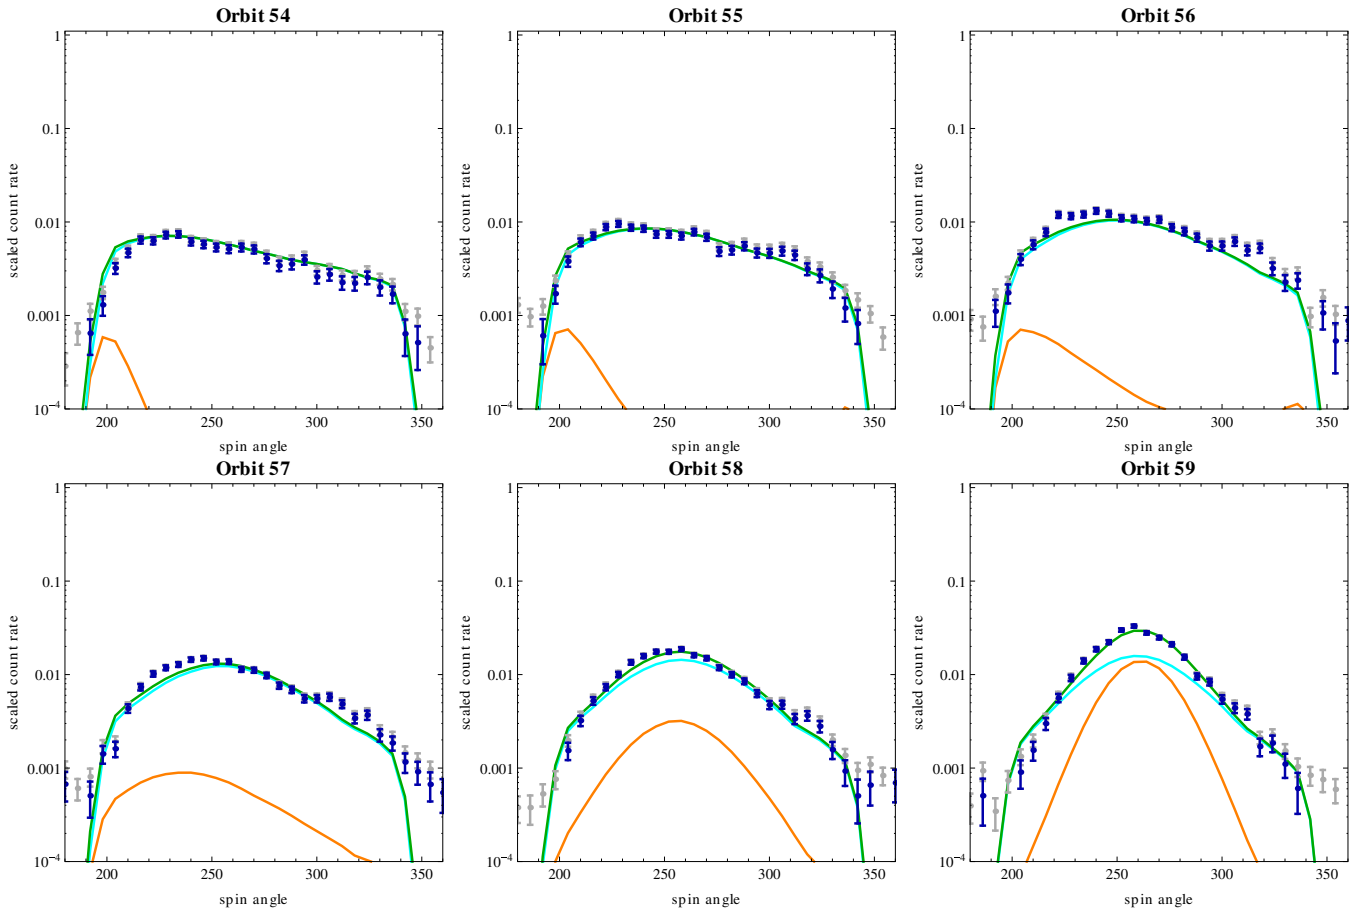 Orbit 54
Orbit 55
Orbit 56
1
0.1
0.01
0.001
10⁻⁴
scaled count rate
200 250 300 350
spin angle
1
0.1
0.01
0.001
10⁻⁴
scaled count rate
200 250 300 350
spin angle
1
0.1
0.01
0.001
10⁻⁴
scaled count rate
200 250 300 350
spin angle
Orbit 57
Orbit 58
Orbit 59
1
0.1
0.01
0.001
10⁻⁴
scaled count rate
200 250 300 350
spin angle
1
0.1
0.01
0.001
10⁻⁴
scaled count rate
200 250 300 350
spin angle
1
0.1
0.01
0.001
10⁻⁴
scaled count rate
200 250 300 350
spin angle